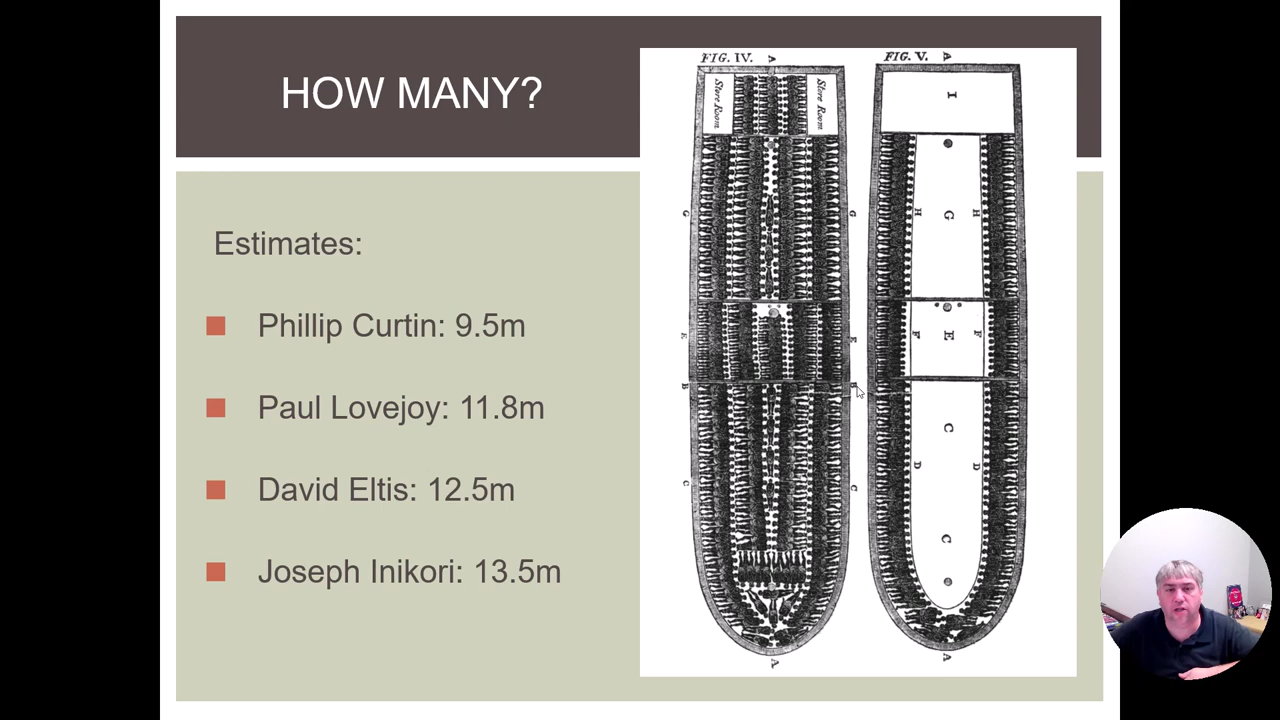 HOW MANY?
Estimates:
Phillip Curtin: 9.5m
Paul Lovejoy: 11.8m
David Eltis: 12.5m
Joseph Inikori: 13.5m
FIG. IV. A
Store Room
Store Room
G G
E E
B B
C C
A
FIG. V. A
I
H G H
F E F
C
D D
C
A